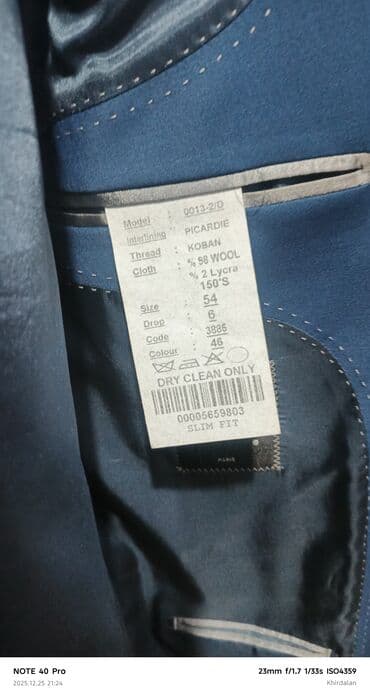 Model : 0013-2/D
Interlining : PICARDIE
Thread : KOBAN
Cloth : % 98 WOOL
% 2 Lycra
150'S
Size : 54
Drop : 6
Code : 3886
Colour : 46
DRY CLEAN ONLY
00005659803
SLIM FIT
NOTE 40 Pro
23mm f/1.7 1/33s ISO4359
2025.12.25 21:24
Khirdalan